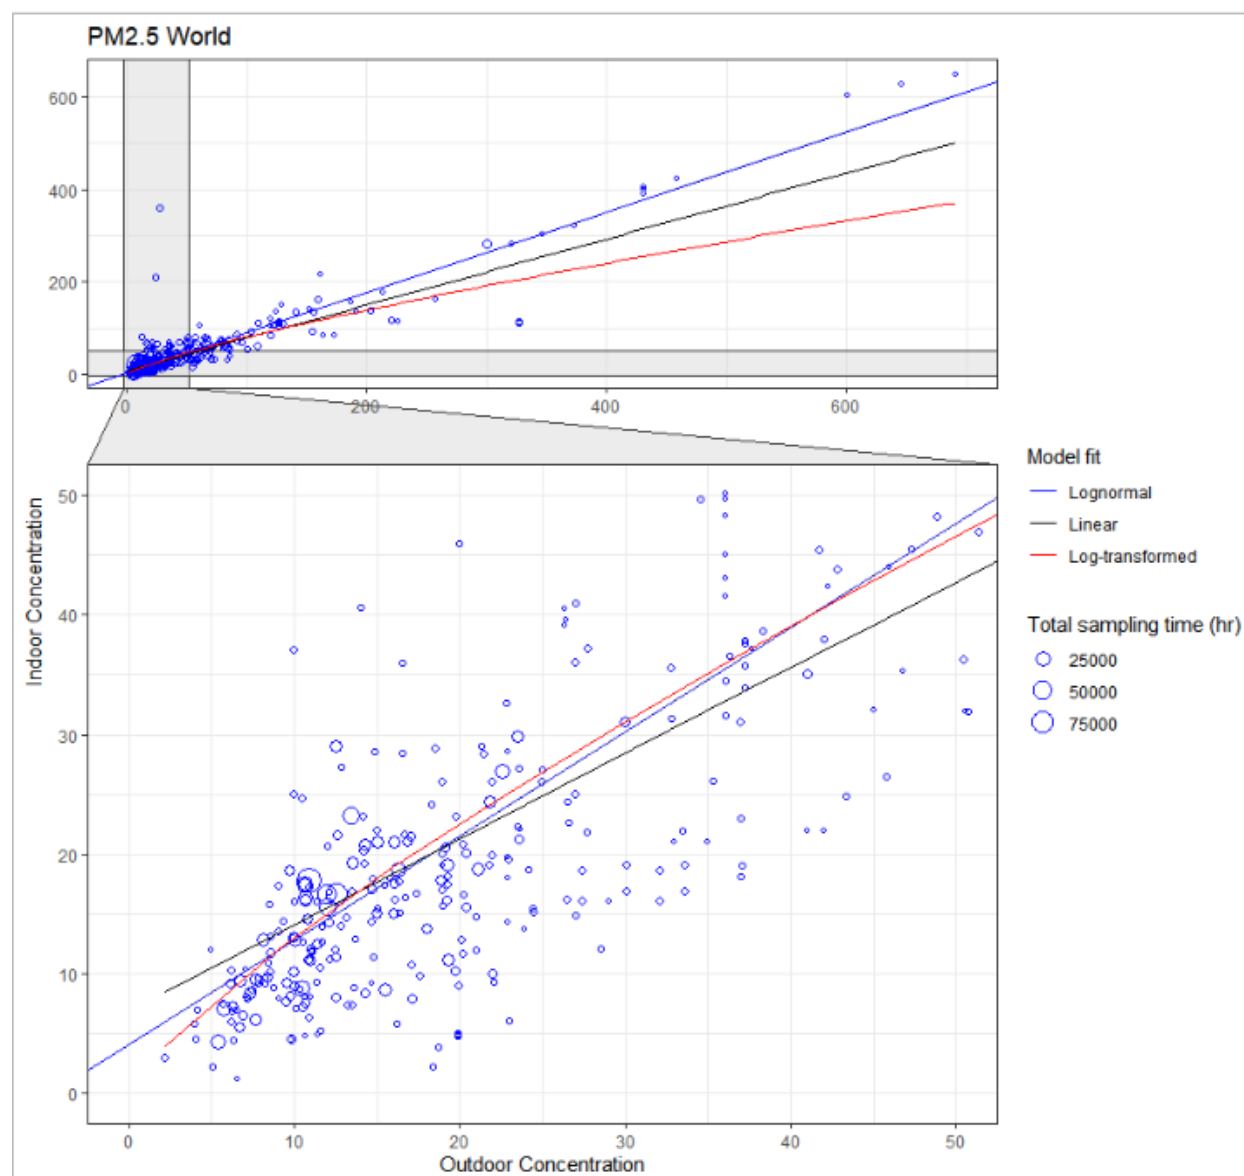 PM2.5 World
600
400
200
0
0
200
400
600
Model fit
Lognormal
Linear
Log-transformed
Total sampling time (hr)
25000
50000
75000
Indoor Concentration
50
40
30
20
10
0
0
10
20
30
40
50
Outdoor Concentration